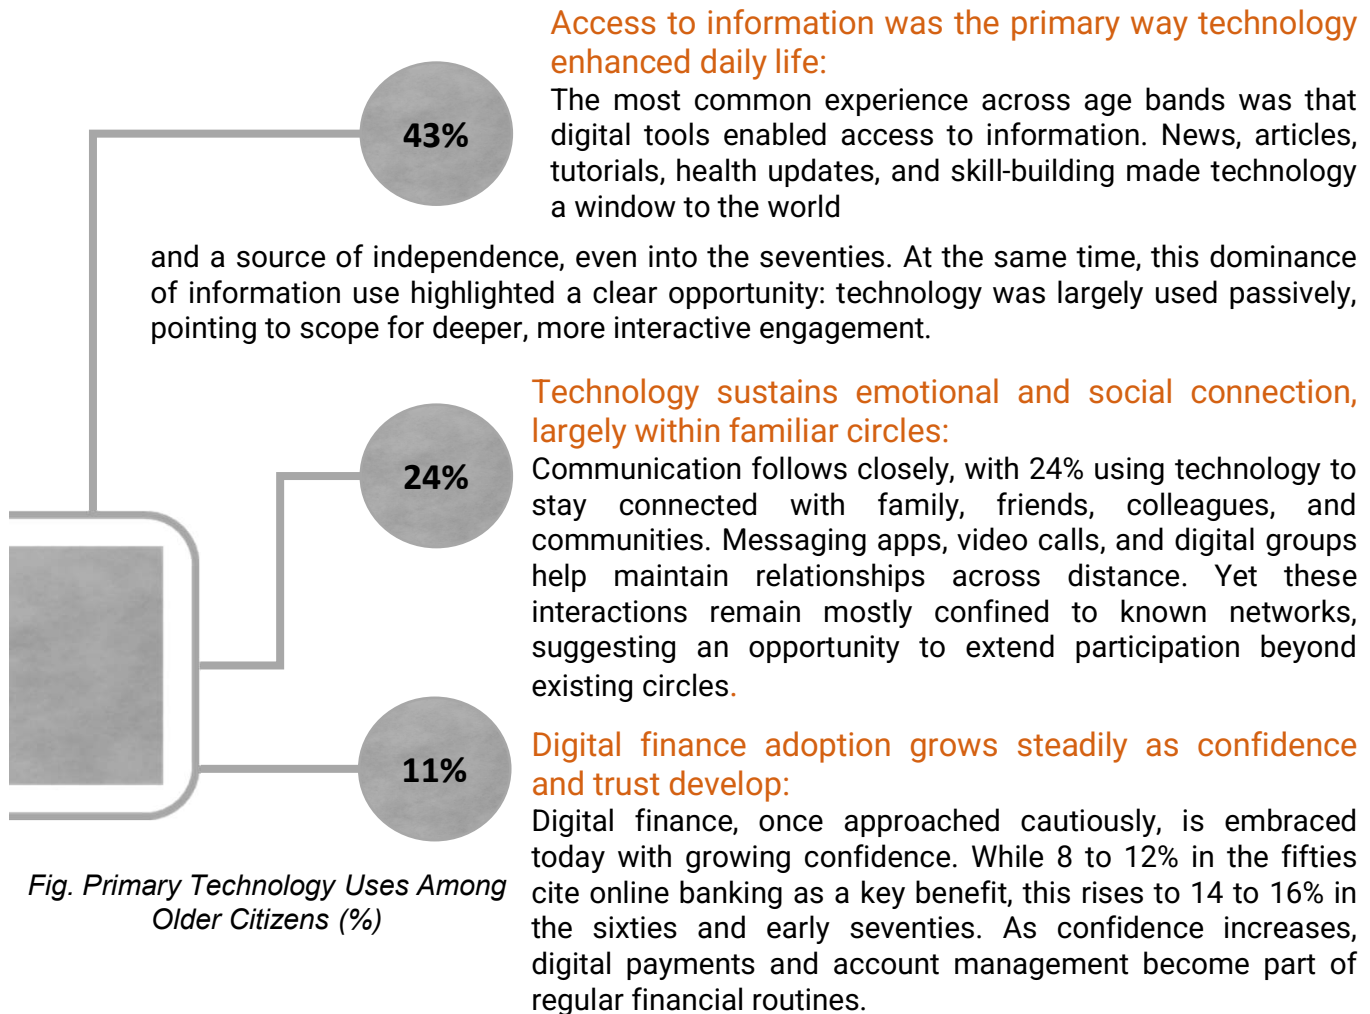 Access to information was the primary way technology
enhanced daily life:
43%
The most common experience across age bands was that
digital tools enabled access to information. News, articles,
tutorials, health updates, and skill-building made technology
a window to the world
and a source of independence, even into the seventies. At the same time, this dominance
of information use highlighted a clear opportunity: technology was largely used passively,
pointing to scope for deeper, more interactive engagement.
Technology sustains emotional and social connection,
largely within familiar circles:
24%
Communication follows closely, with 24% using technology to
stay connected with family, friends, colleagues, and
communities. Messaging apps, video calls, and digital groups
help maintain relationships across distance. Yet these
interactions remain mostly confined to known networks,
suggesting an opportunity to extend participation beyond
existing circles.
Digital finance adoption grows steadily as confidence
and trust develop:
11%
Digital finance, once approached cautiously, is embraced
today with growing confidence. While 8 to 12% in the fifties
cite online banking as a key benefit, this rises to 14 to 16% in
the sixties and early seventies. As confidence increases,
digital payments and account management become part of
regular financial routines.
Fig. Primary Technology Uses Among
Older Citizens (%)